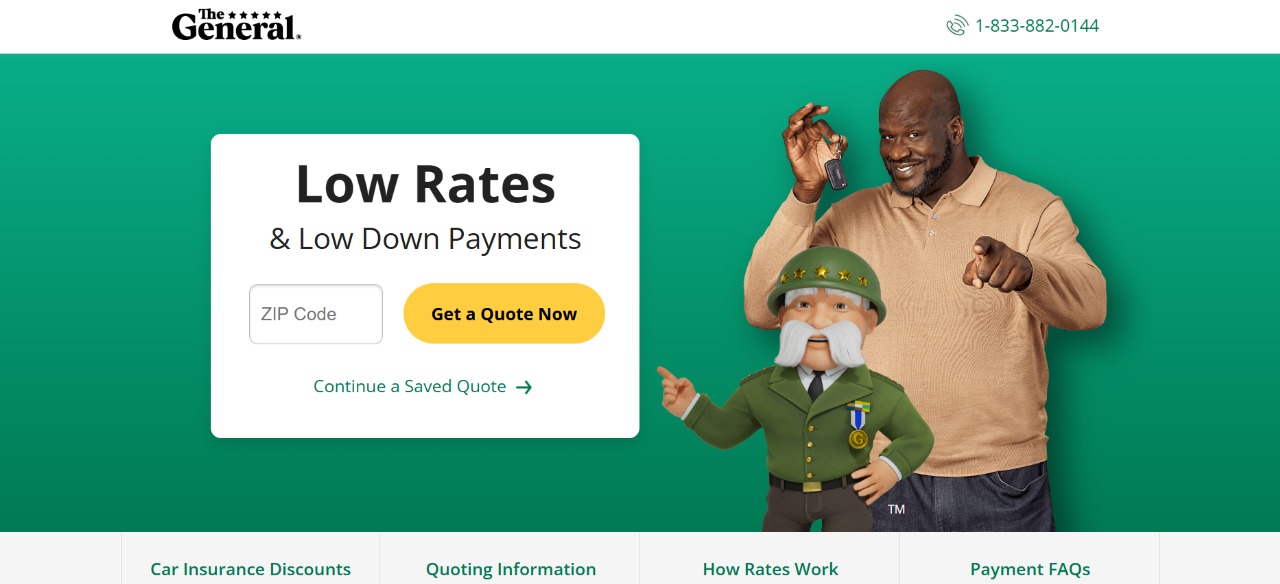 The ★★★★★
General®
1-833-882-0144
Low Rates
& Low Down Payments
ZIP Code
Get a Quote Now
Continue a Saved Quote →
G
TM
Car Insurance Discounts
Quoting Information
How Rates Work
Payment FAQs